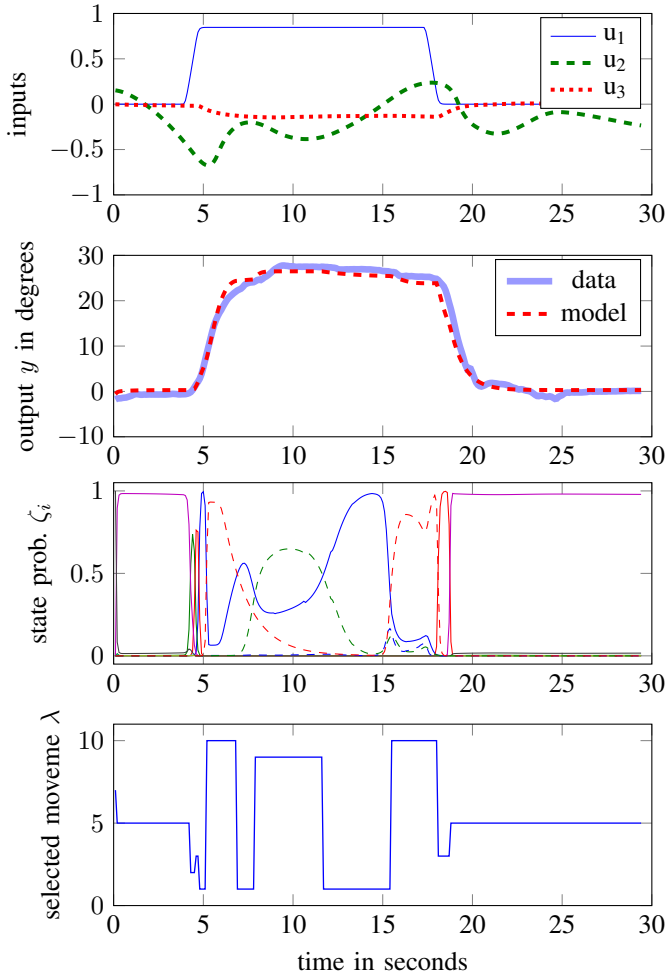 1
0.5
0
−0.5
−1
inputs
u1
u2
u3
0 5 10 15 20 25 30
30
20
10
0
−10
output y in degrees
data
model
0 5 10 15 20 25 30
1
0.5
0
state prob. ζi
0 5 10 15 20 25 30
10
5
0
selected moveme λ
0 5 10 15 20 25 30
time in seconds